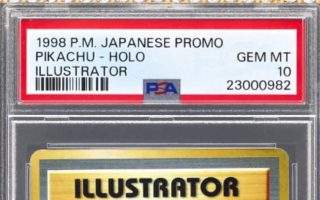 1998 P.M. JAPANESE PROMO
PIKACHU - HOLO GEM MT
ILLUSTRATOR 10
PSA 23000982
ILLUSTRATOR